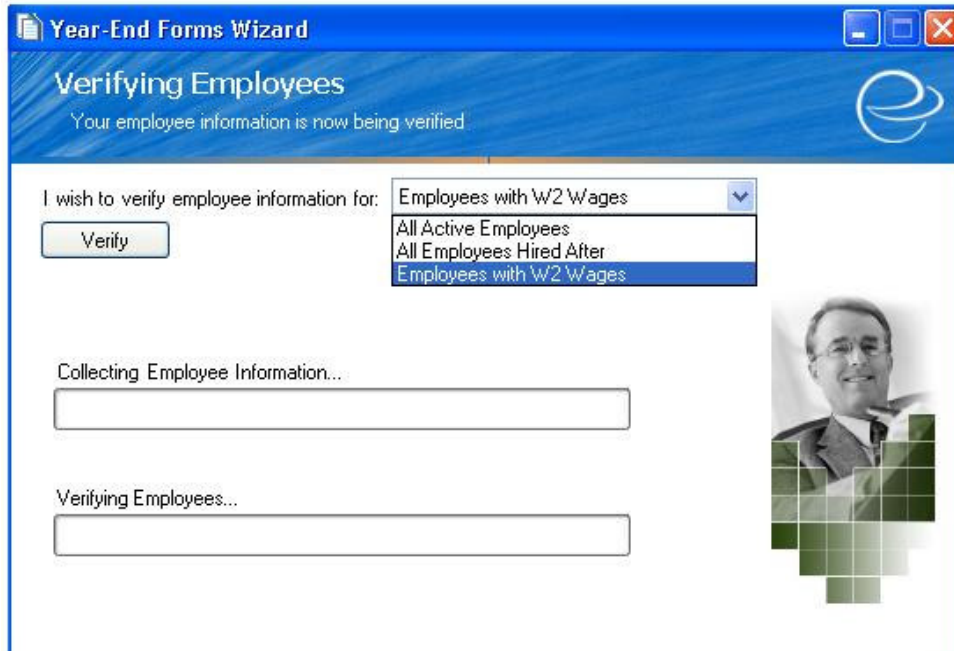 Year-End Forms Wizard
Verifying Employees
Your employee information is now being verified
I wish to verify employee information for: Employees with W2 Wages
Verify
All Active Employees
All Employees Hired After
Employees with W2 Wages
Collecting Employee Information...
Verifying Employees...